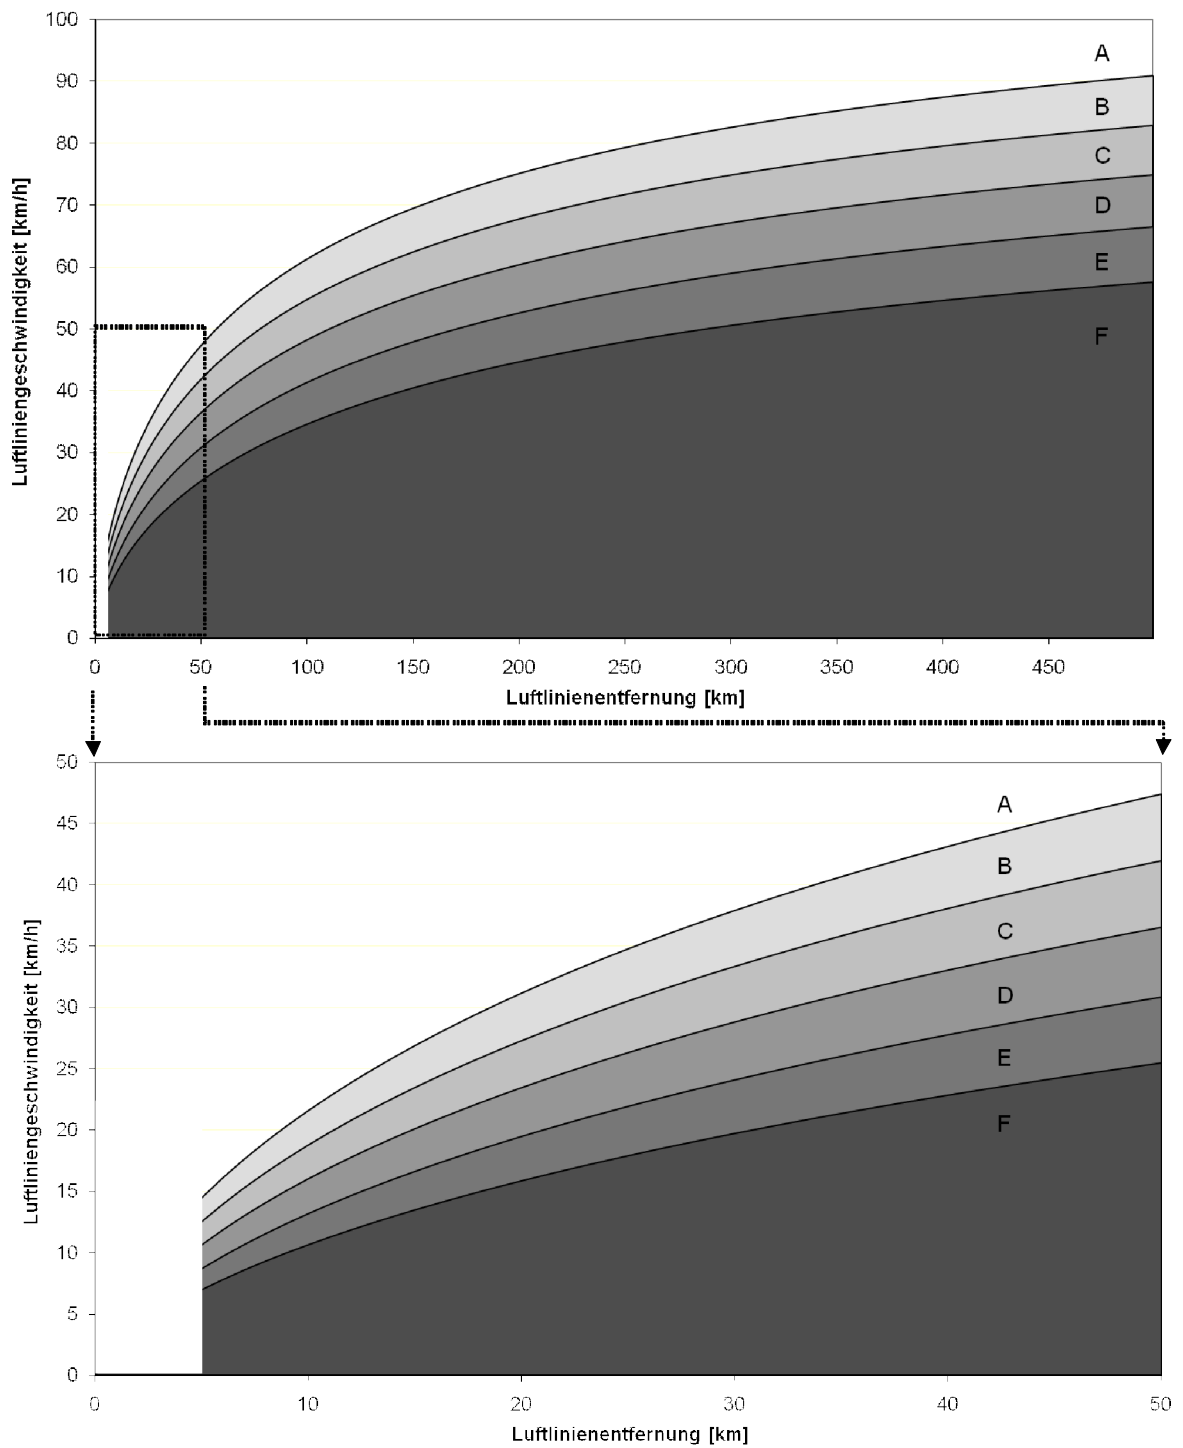 100
90
80
70
60
50
40
30
20
10
0
Luftliniengeschwindigkeit [km/h]
A
B
C
D
E
F
0 50 100 150 200 250 300 350 400 450
Luftlinienentfernung [km]
50
45
40
35
30
25
20
15
10
5
0
Luftliniengeschwindigkeit [km/h]
A
B
C
D
E
F
0 10 20 30 40 50
Luftlinienentfernung [km]